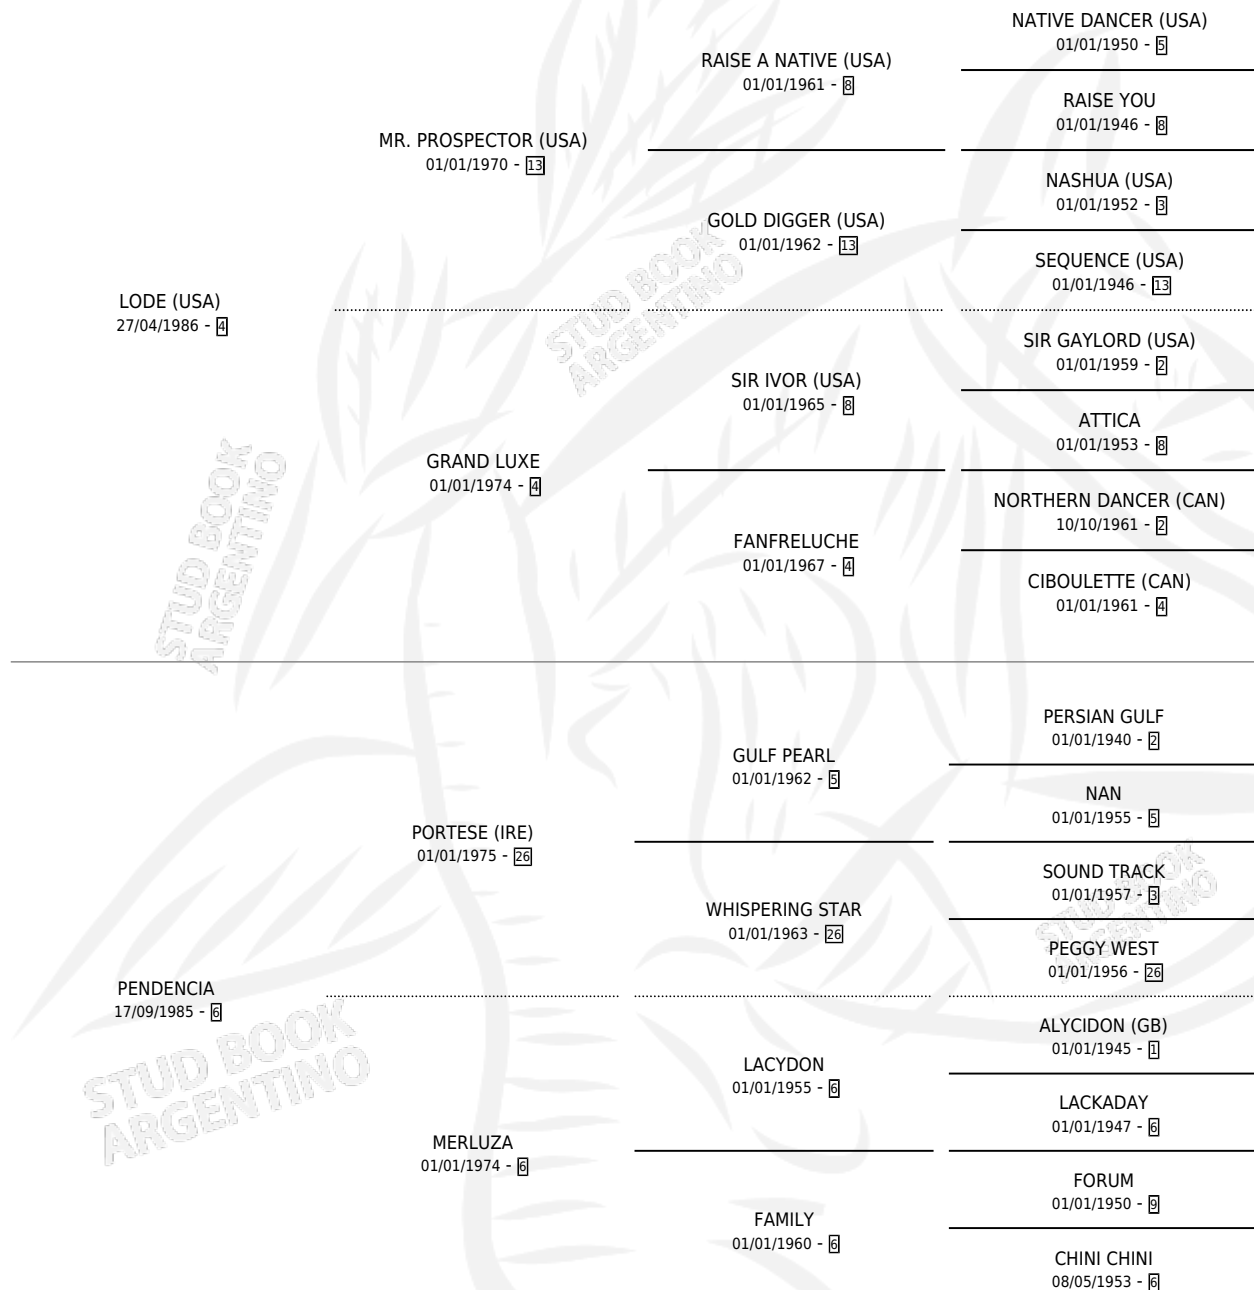 NATIVE DANCER (USA)
01/01/1950 - 5
RAISE A NATIVE (USA)
01/01/1961 - 8
RAISE YOU
01/01/1946 - 8
MR. PROSPECTOR (USA)
01/01/1970 - 13
NASHUA (USA)
01/01/1952 - 3
GOLD DIGGER (USA)
01/01/1962 - 13
SEQUENCE (USA)
01/01/1946 - 13
LODE (USA)
27/04/1986 - 4
STUD BOOK
ARGENTINO
SIR GAYLORD (USA)
01/01/1959 - 2
SIR IVOR (USA)
01/01/1965 - 8
ATTICA
01/01/1953 - 8
GRAND LUXE
01/01/1974 - 4
NORTHERN DANCER (CAN)
10/10/1961 - 2
FANFRELUCHE
01/01/1967 - 4
CIBOULETTE (CAN)
01/01/1961 - 4
STUD BOOK
ARGENTINO
PERSIAN GULF
01/01/1940 - 2
GULF PEARL
01/01/1962 - 5
NAN
01/01/1955 - 5
PORTESE (IRE)
01/01/1975 - 26
SOUND TRACK
01/01/1957 - 3
WHISPERING STAR
01/01/1963 - 26
STUD BOOK
ARGENTINO
PEGGY WEST
01/01/1956 - 26
PENDENCIA
17/09/1985 - 6
STUD BOOK
ARGENTINO
ALYCIDON (GB)
01/01/1945 - 1
LACYDON
01/01/1955 - 6
LACKADAY
01/01/1947 - 6
MERLUZA
01/01/1974 - 6
FORUM
01/01/1950 - 9
FAMILY
01/01/1960 - 6
CHINI CHINI
08/05/1953 - 6